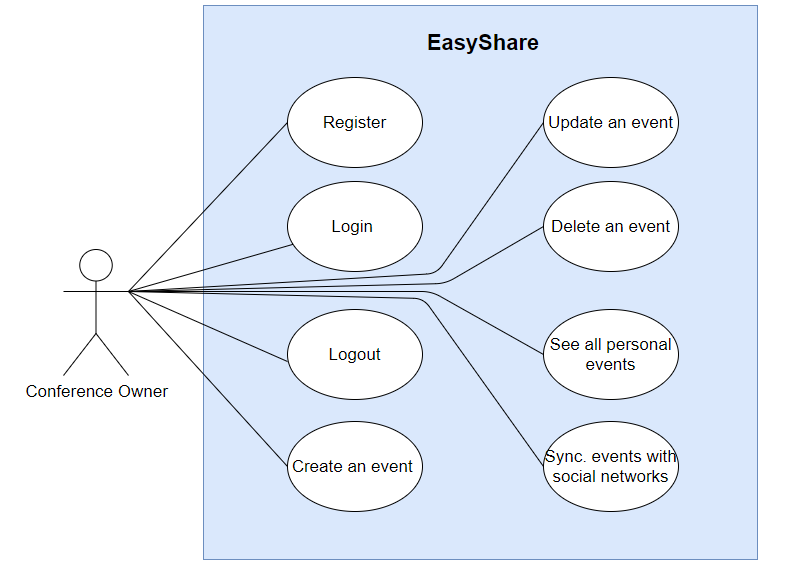 EasyShare
Register
Update an event
Login
Delete an event
Logout
See all personal
events
Conference Owner
Create an event
Sync. events with
social networks